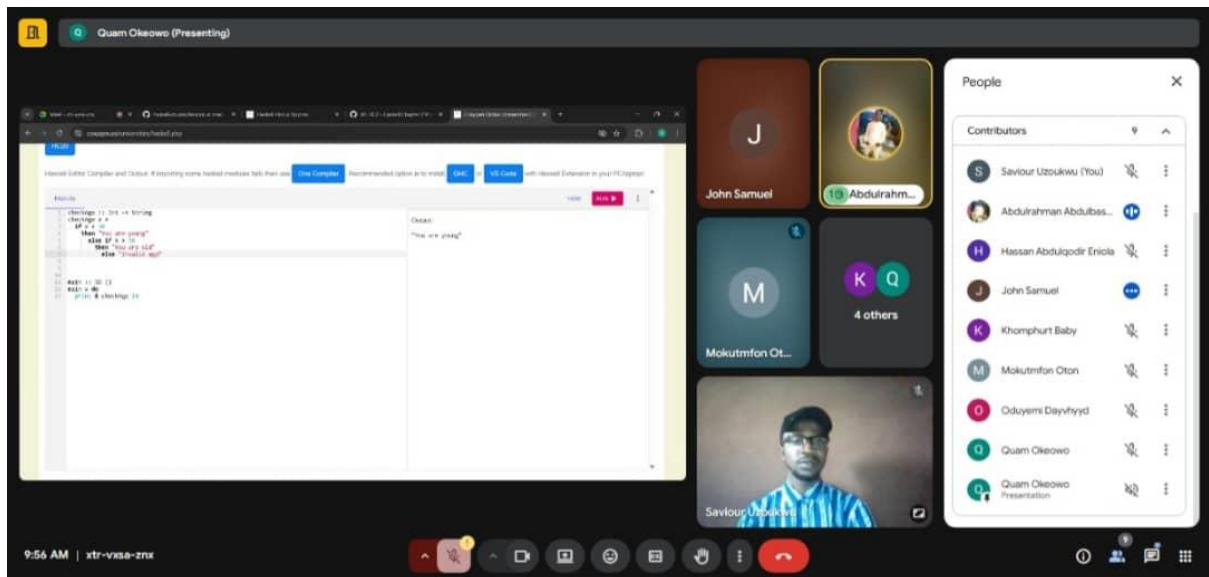 Quam Okeowo (Presenting)
Haskell Editor Compiler and Output. If importing some haskell modules fails then use One Compiler Recommended option is to install GHC or VS Code with Haskell Extension in your PC/laptop
checkAge :: Int -> String
checkAge x =
then "You are young"
else if x > 30
then "You are old"
else "Invalid age"
main :: IO ()
main = do
print $ checkAge
Output:
"You are young"
J
John Samuel
Abdulrahm...
M
Mokutmfon Ot...
K Q
4 others
Saviour Uzoukwu
People
Contributors 9
S Saviour Uzoukwu (You)
Abdulrahman Abdulbas...
H Hassan Abdulqodir Eniola
J John Samuel
K Khomphurt Baby
M Mokutmfon Oton
O Oduyemi Dayvhyyd
Q Quam Okeowo
Q Quam Okeowo
Presentation
9:56 AM | xtr-vxsa-znx
9